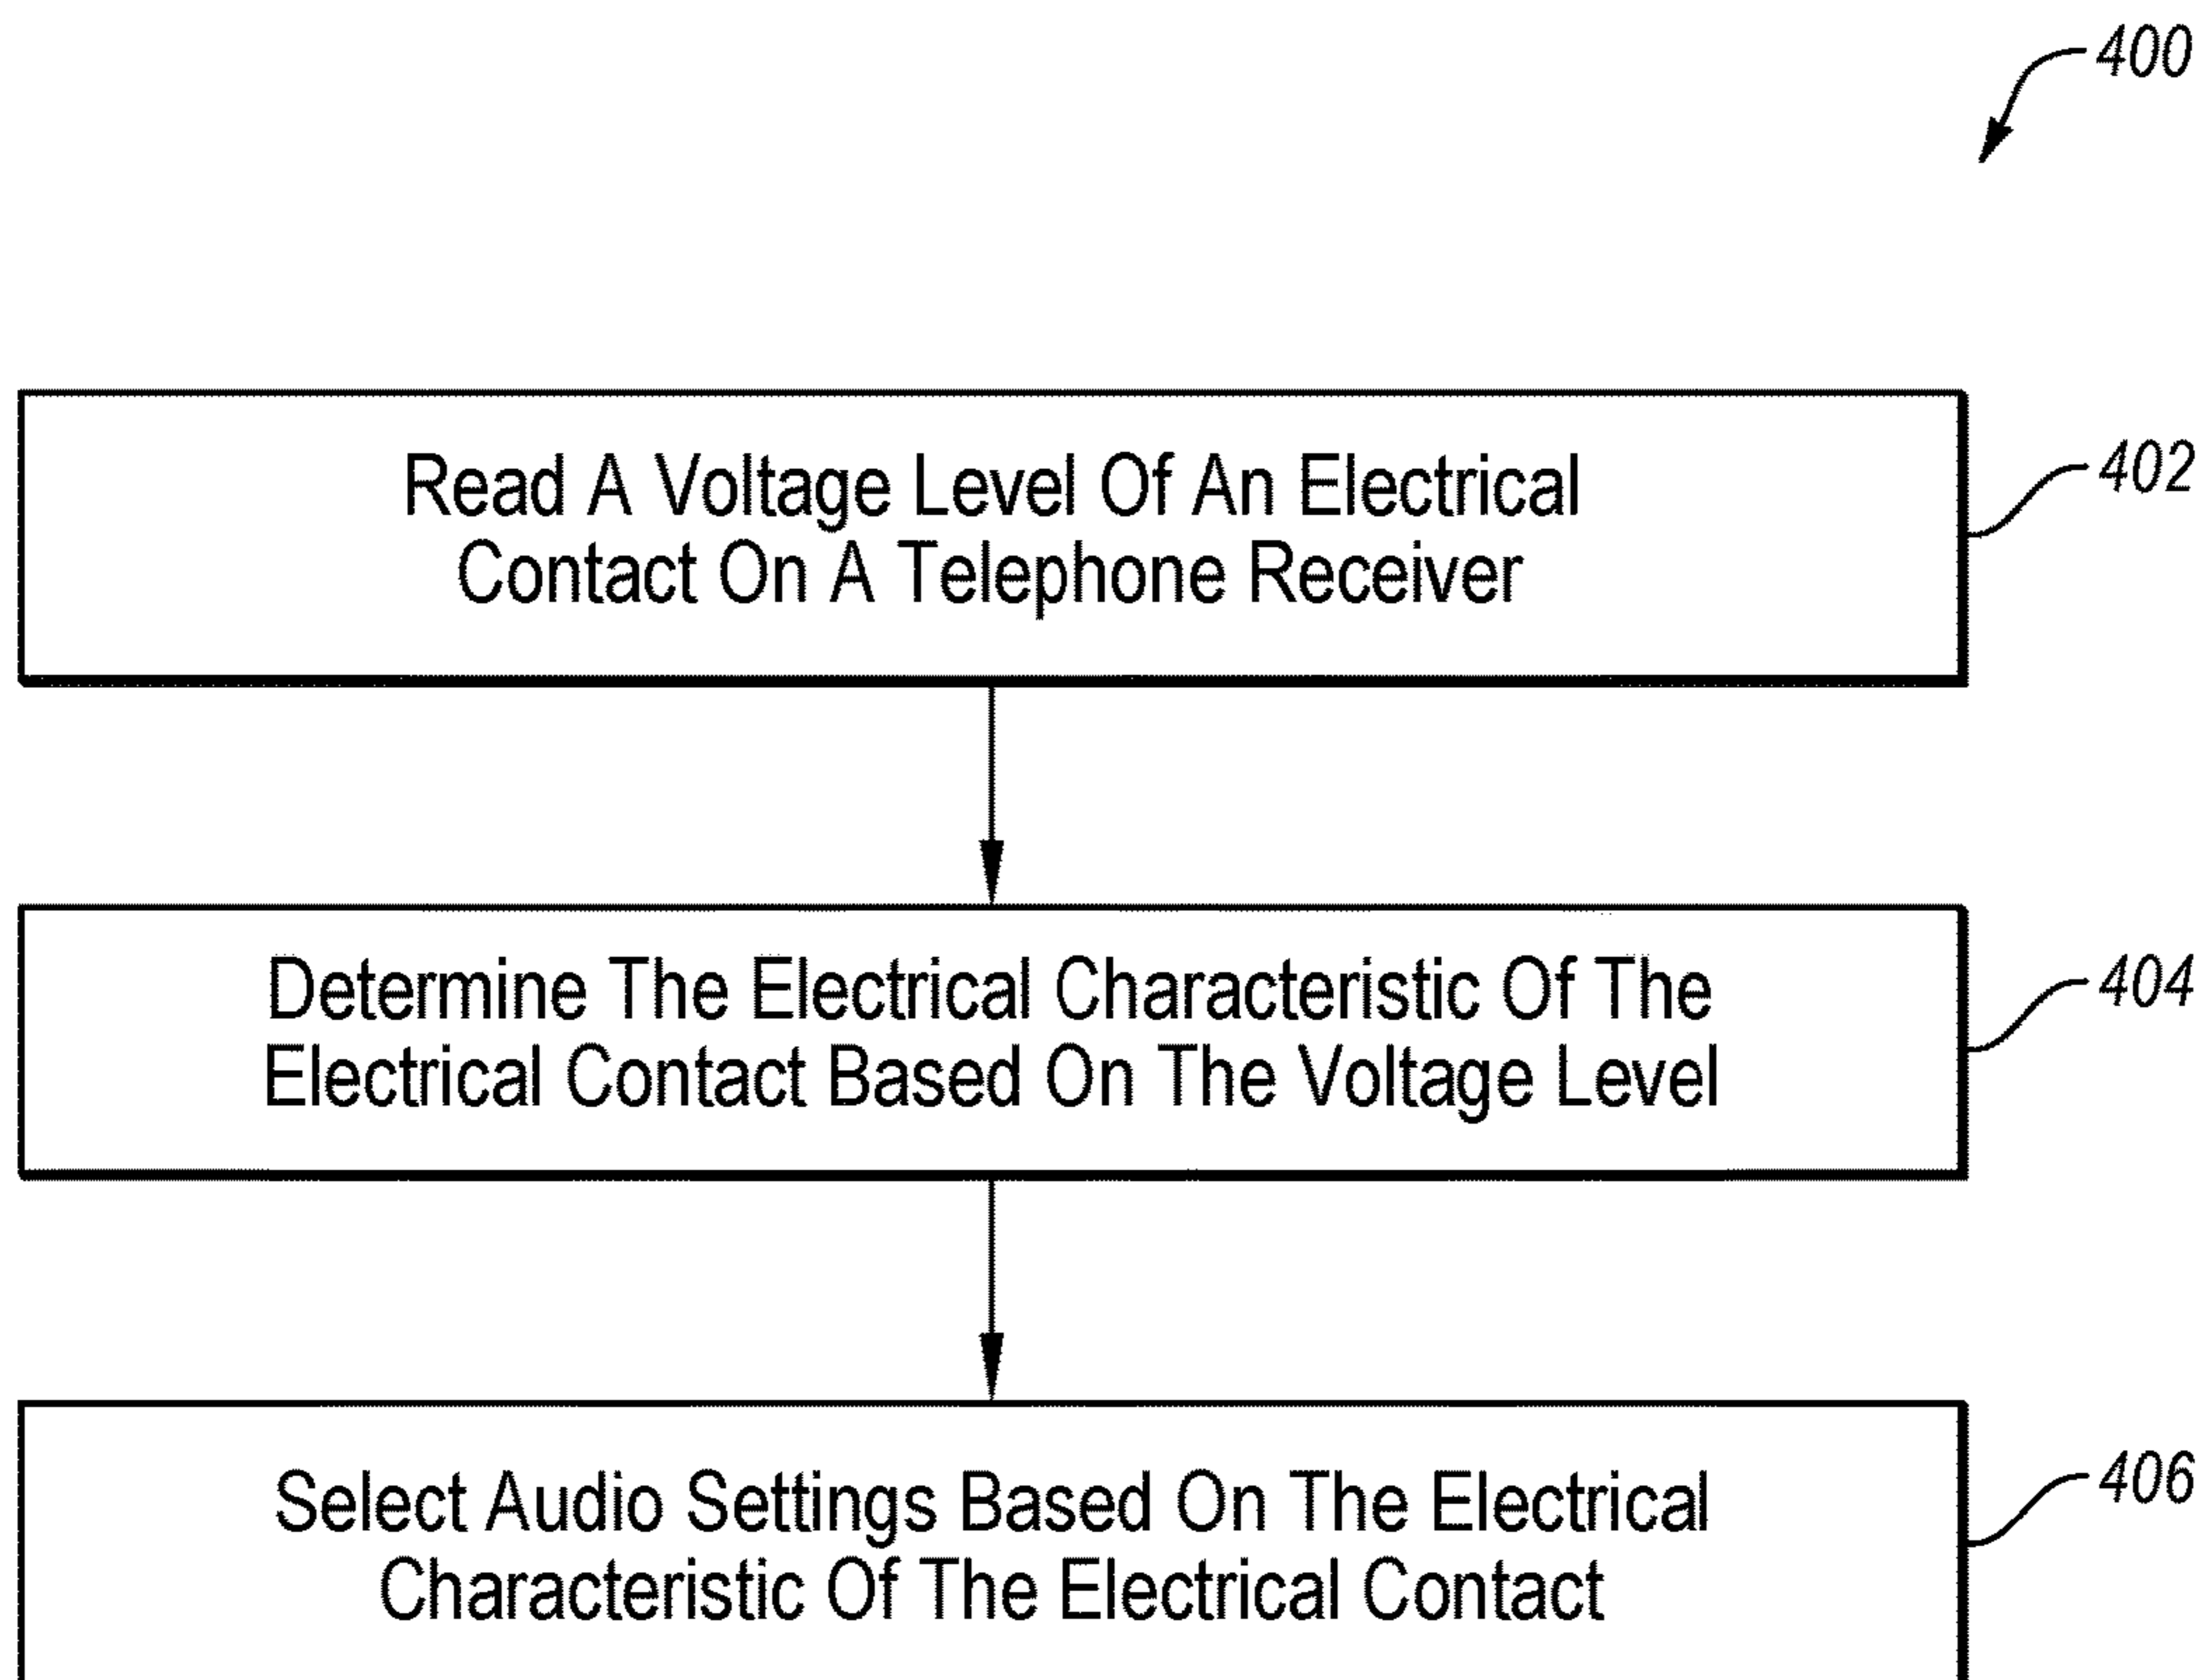 400
Read A Voltage Level Of An Electrical
Contact On A Telephone Receiver
402
Determine The Electrical Characteristic Of The
Electrical Contact Based On The Voltage Level
404
Select Audio Settings Based On The Electrical
Characteristic Of The Electrical Contact
406